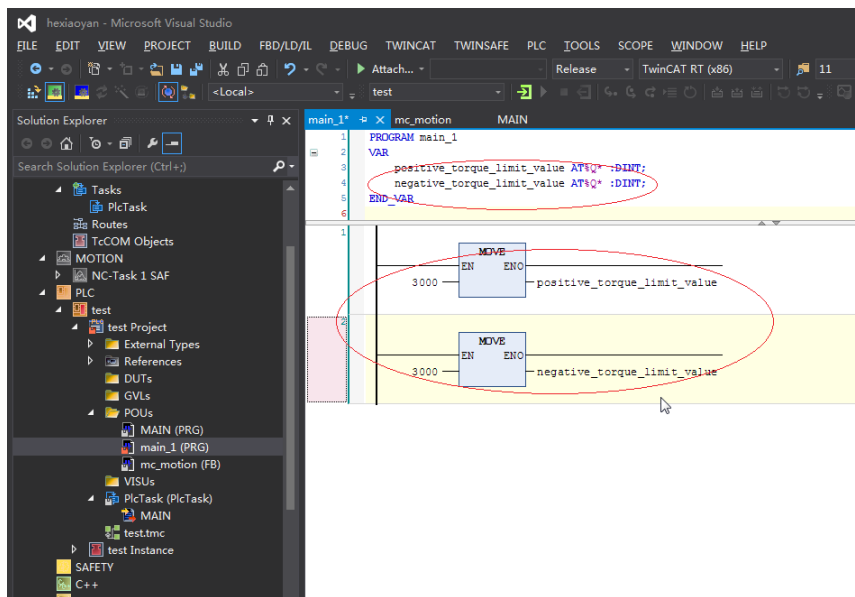 hexiaoyan - Microsoft Visual Studio
FILE EDIT VIEW PROJECT BUILD FBD/LD/IL DEBUG TWINCAT TWINSAFE PLC TOOLS SCOPE WINDOW HELP
Attach... Release TwinCAT RT (x86) 11
<Local> test
Solution Explorer
Search Solution Explorer (Ctrl+;)
Tasks
PlcTask
Routes
TcCOM Objects
MOTION
NC-Task 1 SAF
PLC
test
test Project
External Types
References
DUTs
GVLs
POUs
MAIN (PRG)
main_1 (PRG)
mc_motion (FB)
VISUs
PlcTask (PlcTask)
MAIN
test.tmc
test Instance
SAFETY
C++
main_1* mc_motion MAIN
1 PROGRAM main_1
2 VAR
3 positive_torque_limit_value AT%Q* :DINT;
4 negative_torque_limit_value AT%Q* :DINT;
5 END_VAR
6
1
MOVE
EN ENO
3000 positive_torque_limit_value
2
MOVE
EN ENO
3000 negative_torque_limit_value